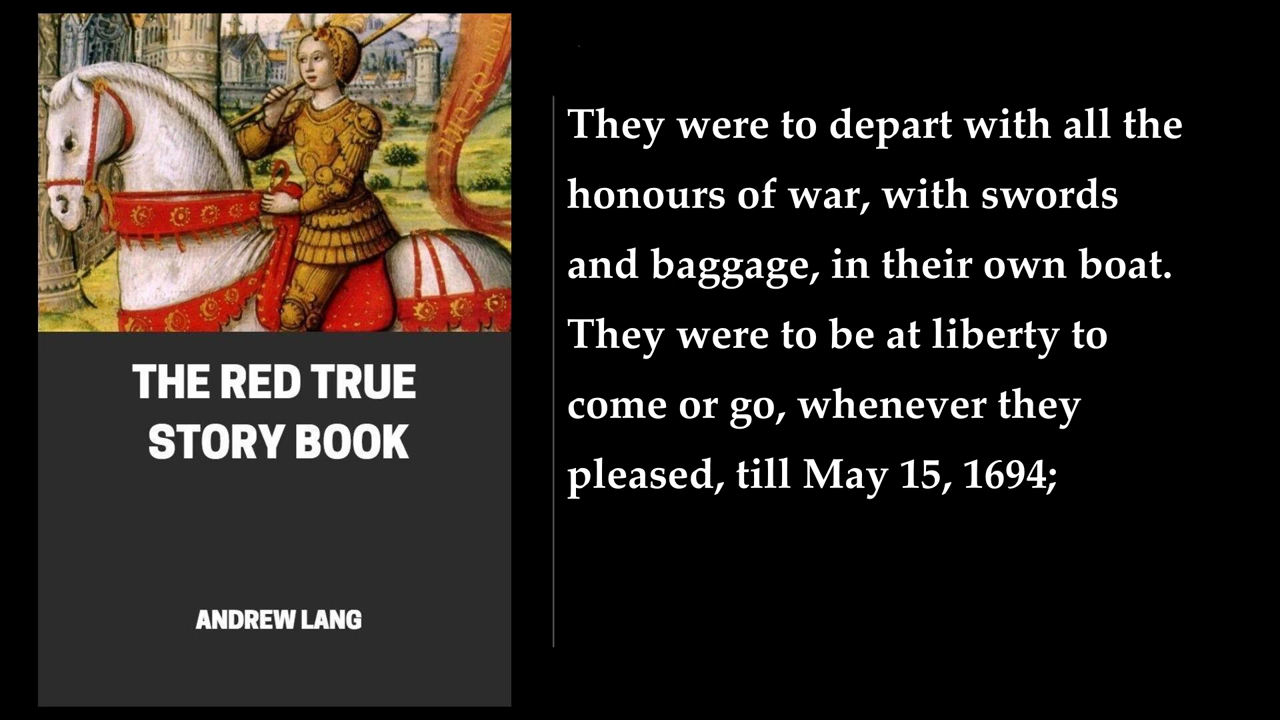 THE RED TRUE
STORY BOOK
ANDREW LANG
They were to depart with all the
honours of war, with swords
and baggage, in their own boat.
They were to be at liberty to
come or go, whenever they
pleased, till May 15, 1694;